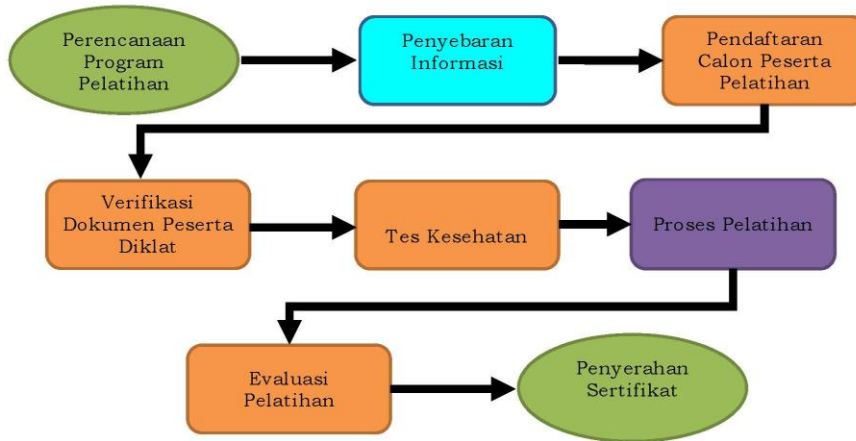 Perencanaan
Program
Pelatihan
Penyebaran
Informasi
Pendaftaran
Calon Peserta
Pelatihan
Verifikasi
Dokumen Peserta
Diklat
Tes Kesehatan
Proses Pelatihan
Evaluasi
Pelatihan
Penyerahan
Sertifikat